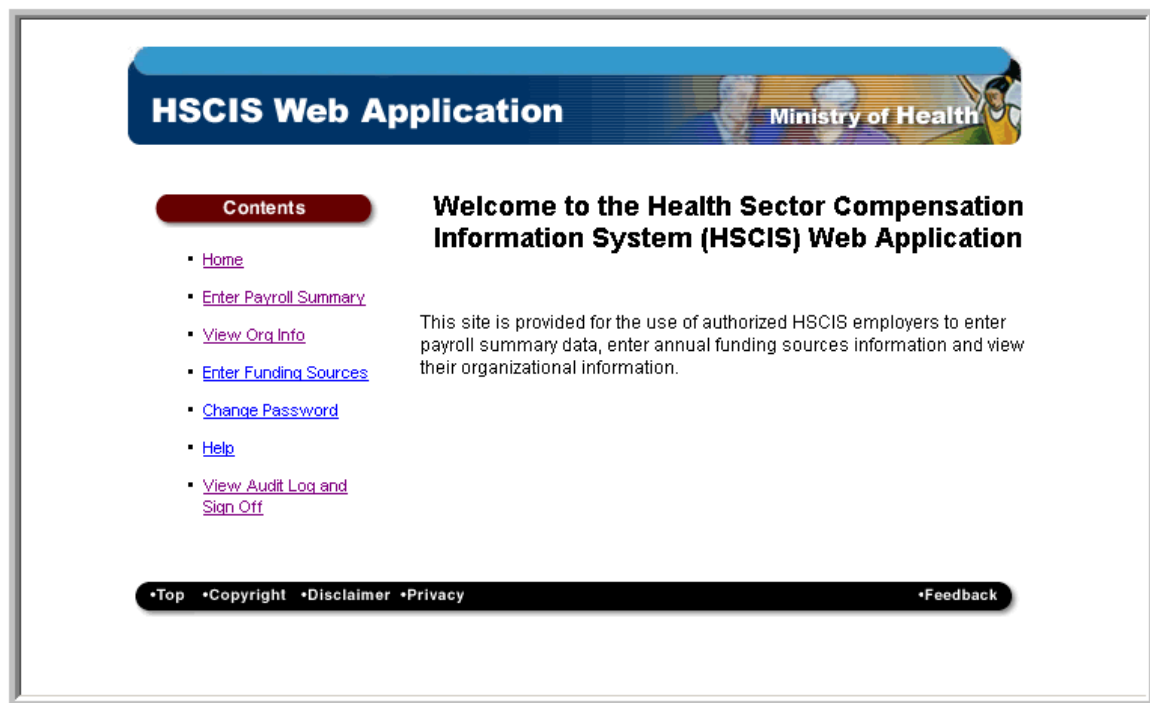 HSCIS Web Application
Ministry of Health
Contents
Welcome to the Health Sector Compensation
Information System (HSCIS) Web Application
▪ Home
▪ Enter Payroll Summary
▪ View Org Info
▪ Enter Funding Sources
▪ Change Password
▪ Help
▪ View Audit Log and
Sign Off
This site is provided for the use of authorized HSCIS employers to enter
payroll summary data, enter annual funding sources information and view
their organizational information.
•Top •Copyright •Disclaimer •Privacy •Feedback